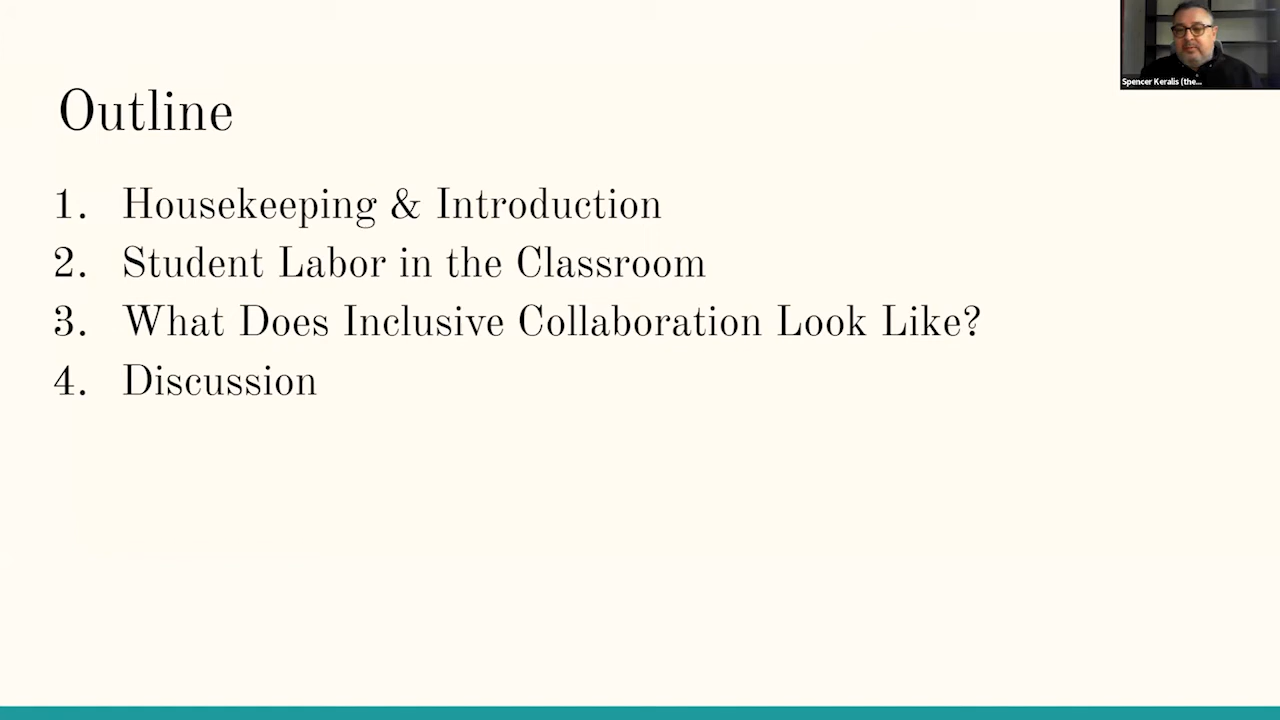 Spencer Keralis (the...
Outline
1. Housekeeping & Introduction
2. Student Labor in the Classroom
3. What Does Inclusive Collaboration Look Like?
4. Discussion